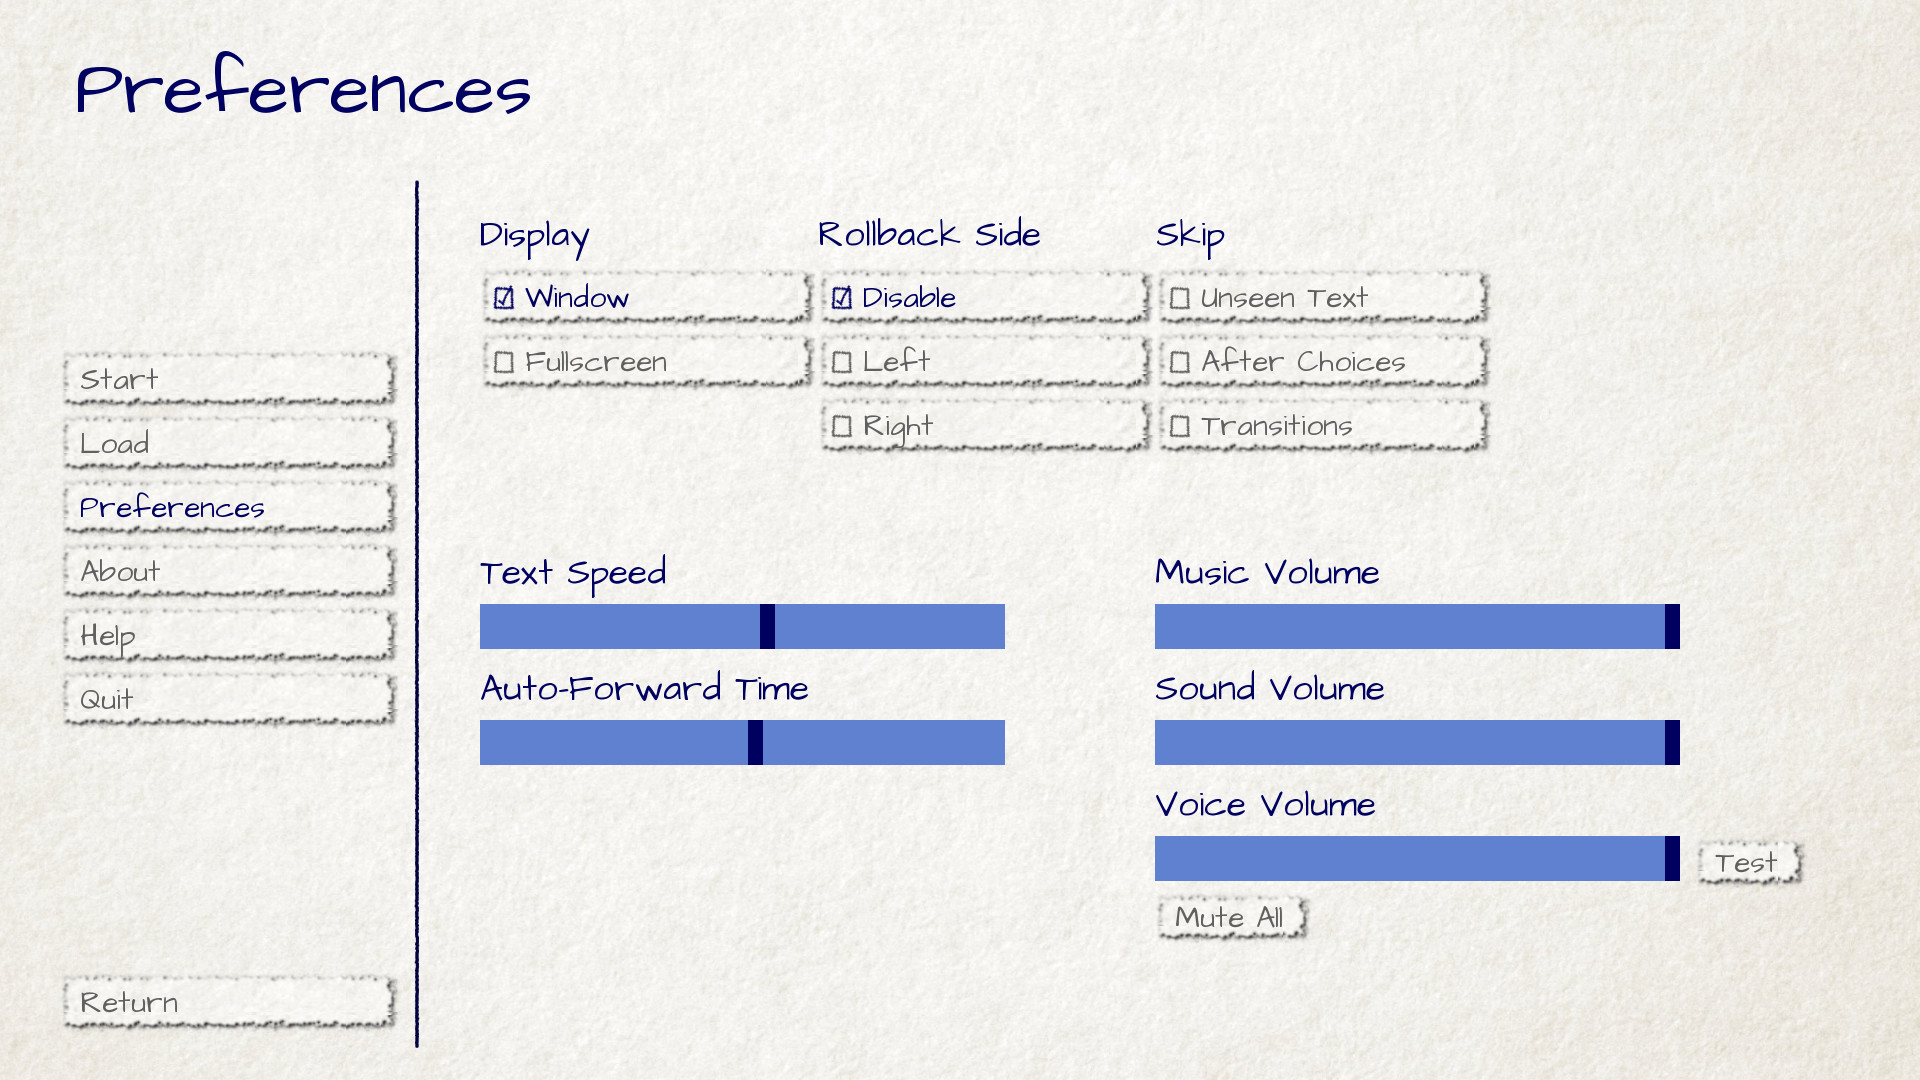 Preferences
Start
Load
Preferences
About
Help
Quit
Return
Display
Window
Fullscreen
Rollback Side
Disable
Left
Right
Skip
Unseen Text
After Choices
Transitions
Text Speed
Auto-Forward Time
Music Volume
Sound Volume
Voice Volume
Test
Mute All